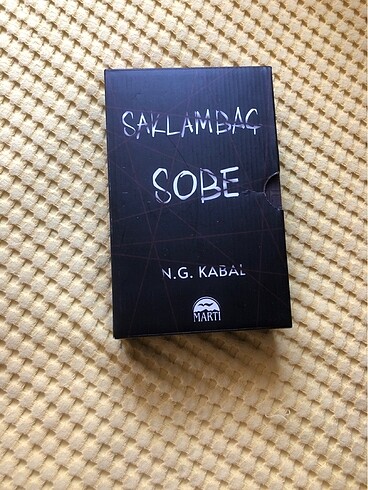 SAKLAMBAÇ
SOBE
N.G. KABAL
MARTI